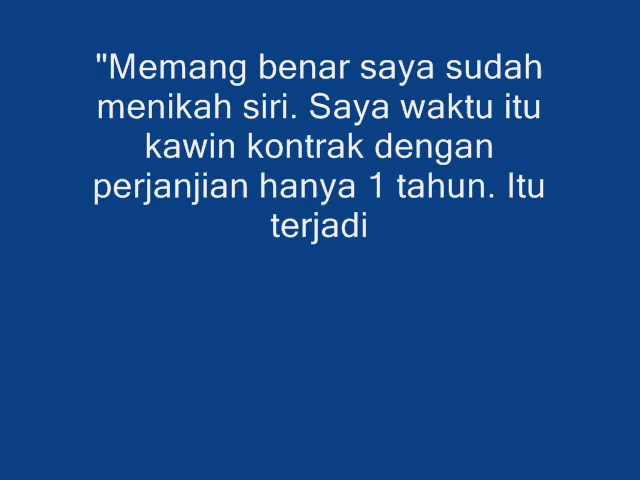 "Memang benar saya sudah
menikah siri. Saya waktu itu
kawin kontrak dengan
perjanjian hanya 1 tahun. Itu
terjadi